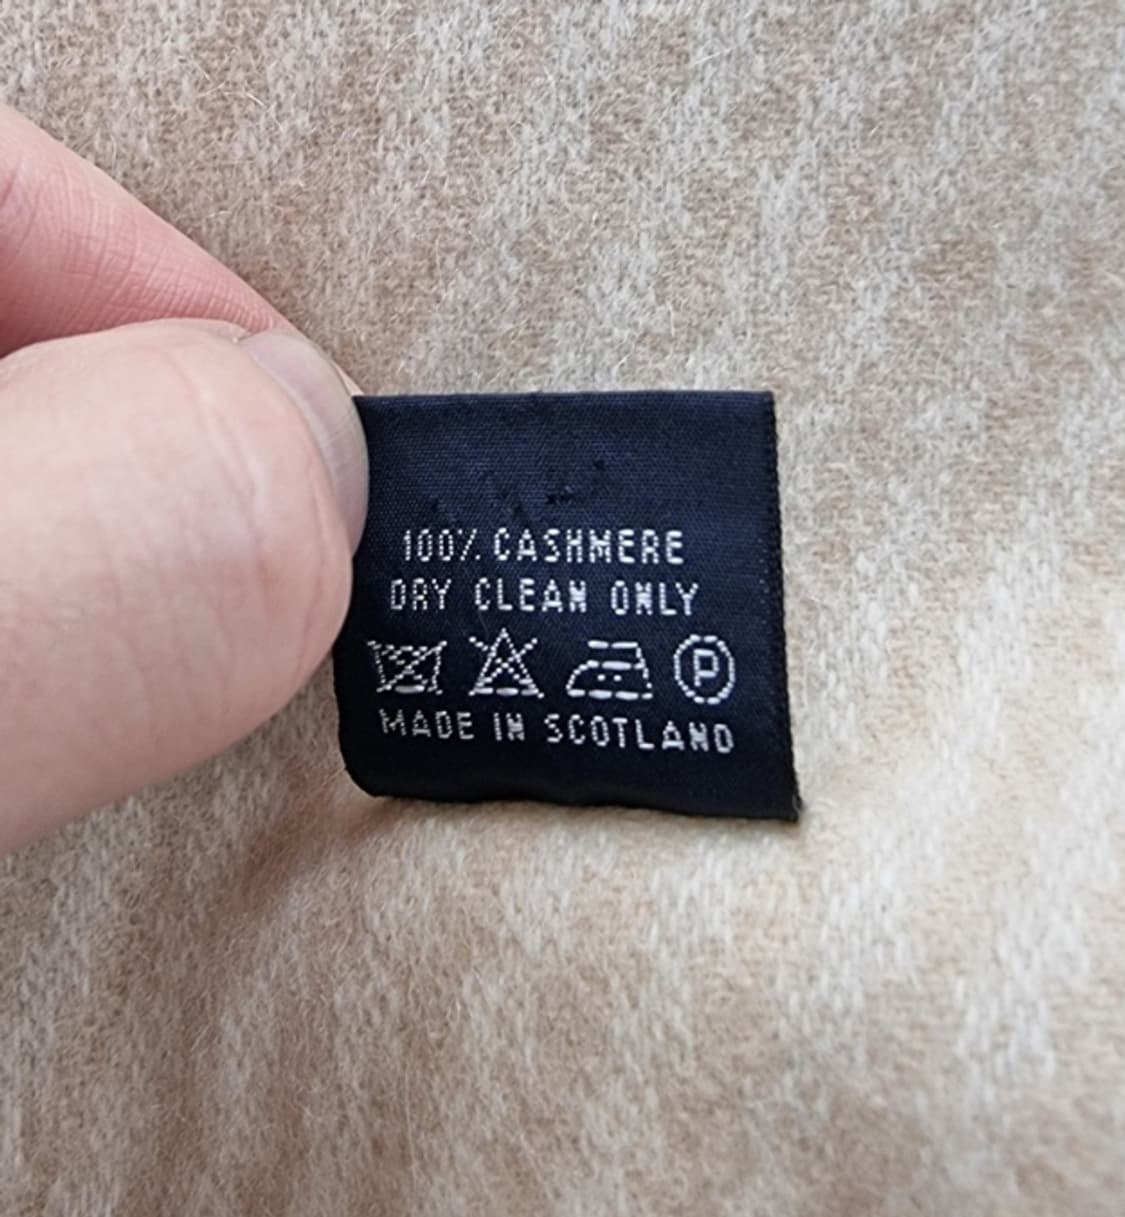 100% CASHMERE
DRY CLEAN ONLY
P
MADE IN SCOTLAND